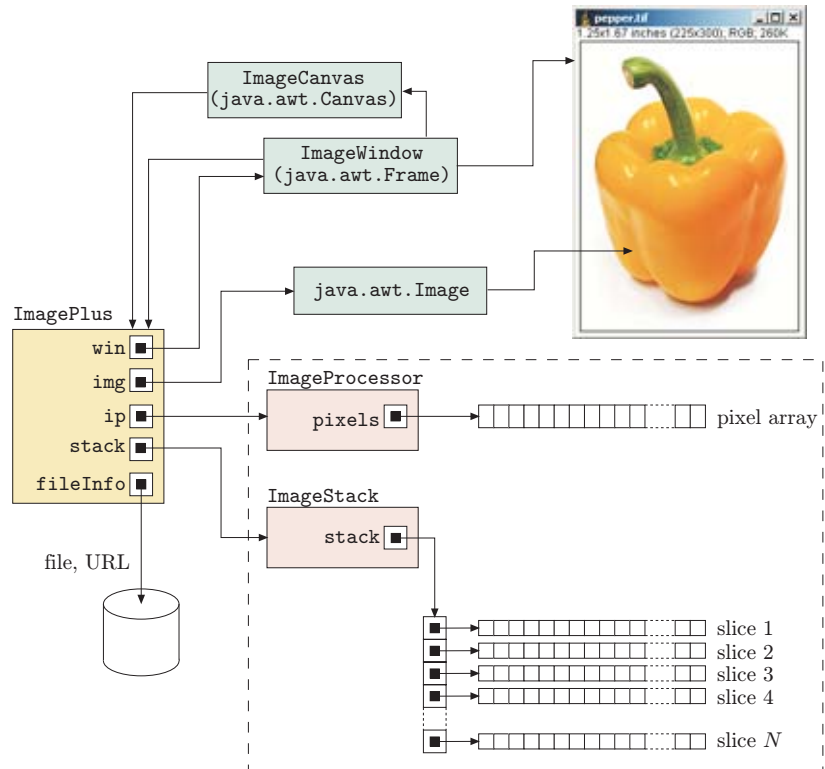 pepper.tif
1.25x1.67 inches (225x300); RGB; 260K
ImageCanvas
(java.awt.Canvas)
ImageWindow
(java.awt.Frame)
java.awt.Image
ImagePlus
win
img
ip
stack
fileInfo
file, URL
ImageProcessor
pixels
pixel array
ImageStack
stack
slice 1
slice 2
slice 3
slice 4
slice N